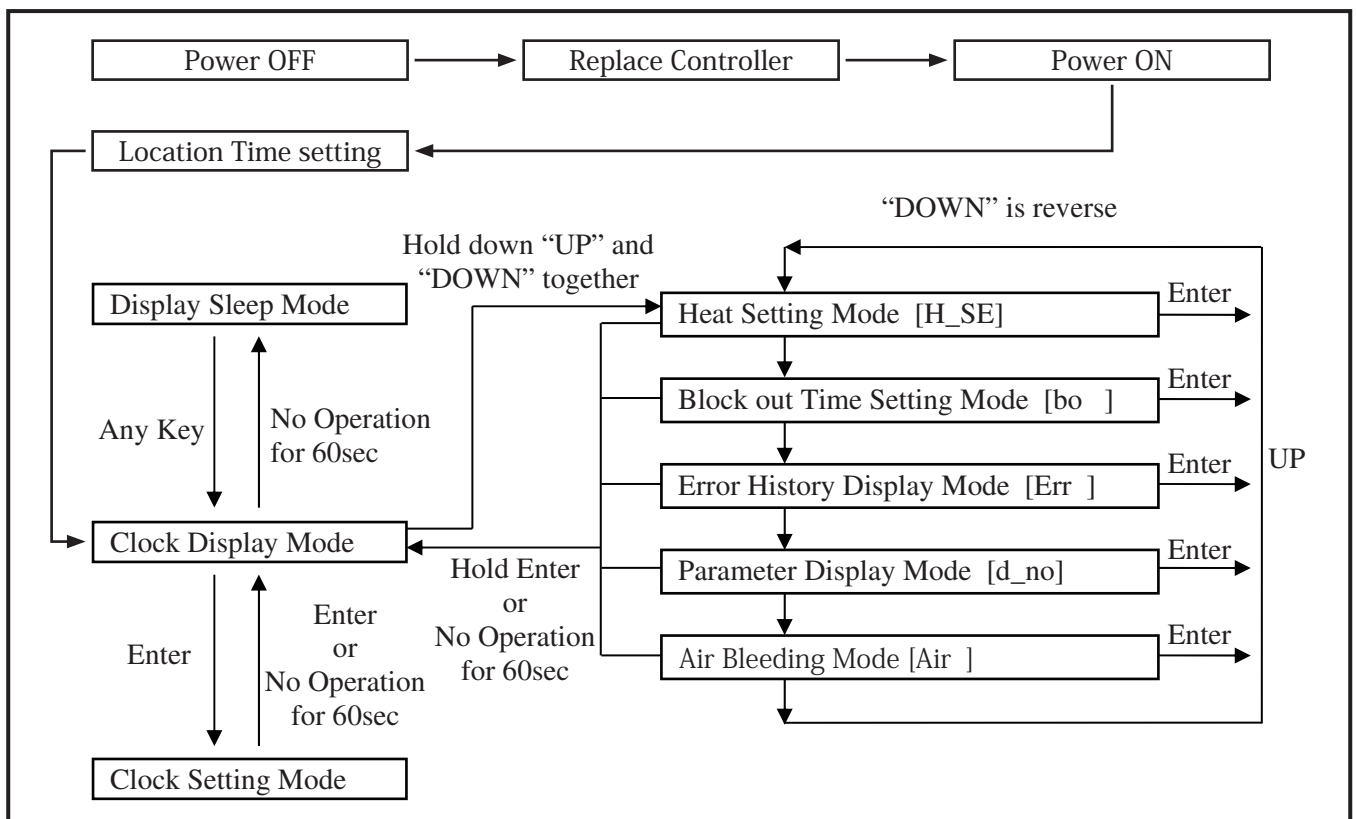 Power OFF
Replace Controller
Power ON
Location Time setting
“DOWN” is reverse
Hold down “UP” and
“DOWN” together
Display Sleep Mode
Heat Setting Mode [H_SE]
Enter
Block out Time Setting Mode [bo ]
Enter
Any Key
No Operation
for 60sec
Error History Display Mode [Err ]
Enter
UP
Clock Display Mode
Hold Enter
or
No Operation
for 60sec
Parameter Display Mode [d_no]
Enter
Enter
Enter
or
No Operation
for 60sec
Air Bleeding Mode [Air ]
Enter
Clock Setting Mode